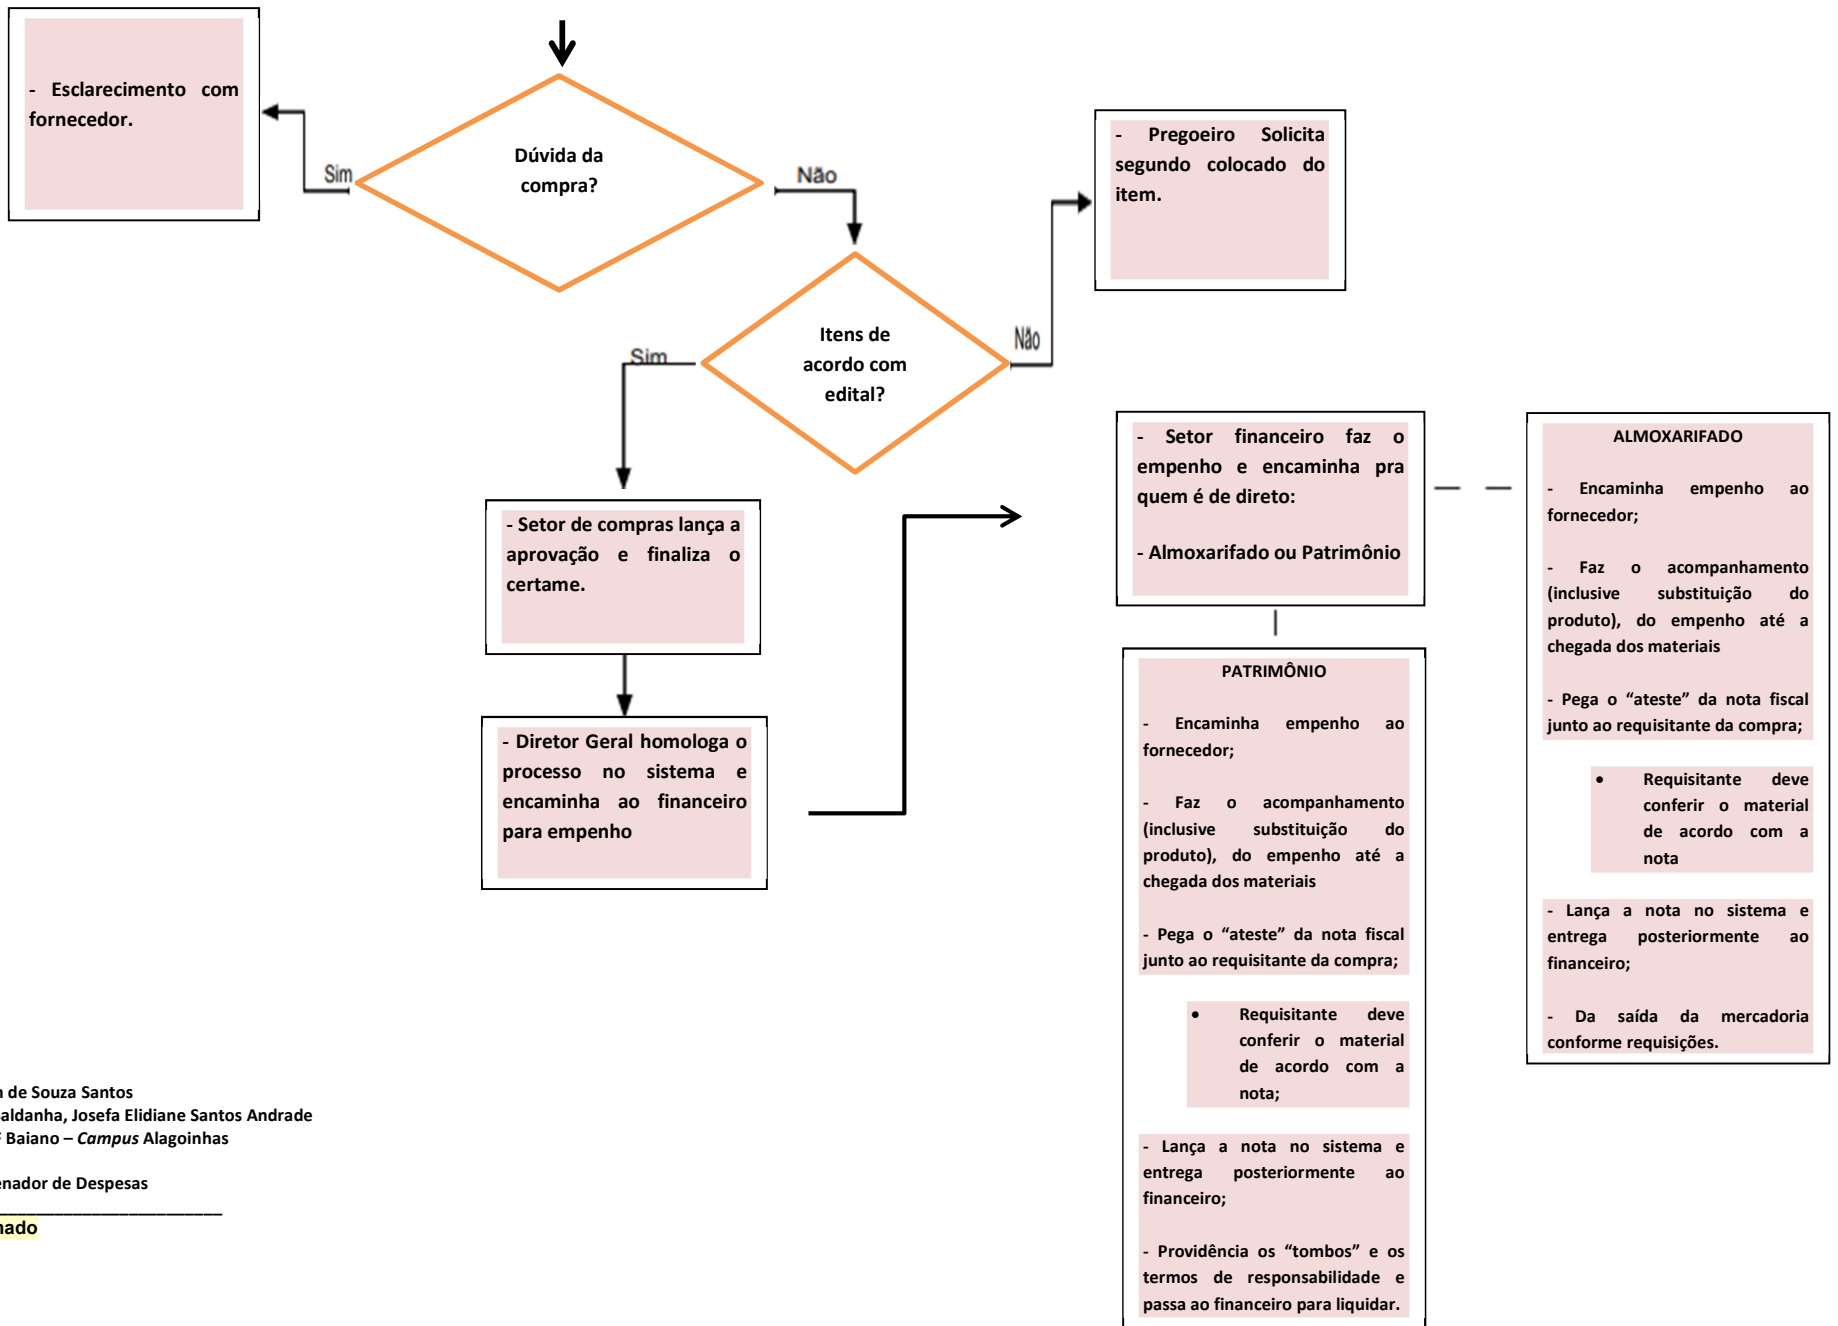 - Esclarecimento com
fornecedor.
Sim
Dúvida da
compra?
Não
- Pregoeiro Solicita
segundo colocado do
item.
Sim
Itens de
acordo com
edital?
Não
- Setor de compras lança a
aprovação e finaliza o
certame.
- Diretor Geral homologa o
processo no sistema e
encaminha ao financeiro
para empenho
- Setor financeiro faz o
empenho e encaminha pra
quem é de direto:
- Almoxarifado ou Patrimônio
ALMOXARIFADO
- Encaminha empenho ao
fornecedor;
- Faz o acompanhamento
(inclusive substituição do
produto), do empenho até a
chegada dos materiais
- Pega o “ateste” da nota fiscal
junto ao requisitante da compra;
• Requisitante deve
conferir o material
de acordo com a
nota
- Lança a nota no sistema e
entrega posteriormente ao
financeiro;
- Da saída da mercadoria
conforme requisições.
PATRIMÔNIO
- Encaminha empenho ao
fornecedor;
- Faz o acompanhamento
(inclusive substituição do
produto), do empenho até a
chegada dos materiais
- Pega o “ateste” da nota fiscal
junto ao requisitante da compra;
• Requisitante deve
conferir o material
de acordo com a
nota;
- Lança a nota no sistema e
entrega posteriormente ao
financeiro;
- Providência os “tombos” e os
termos de responsabilidade e
passa ao financeiro para liquidar.
de Souza Santos
aldanha, Josefa Elidiane Santos Andrade
Baiano – Campus Alagoinhas
enador de Despesas
nado